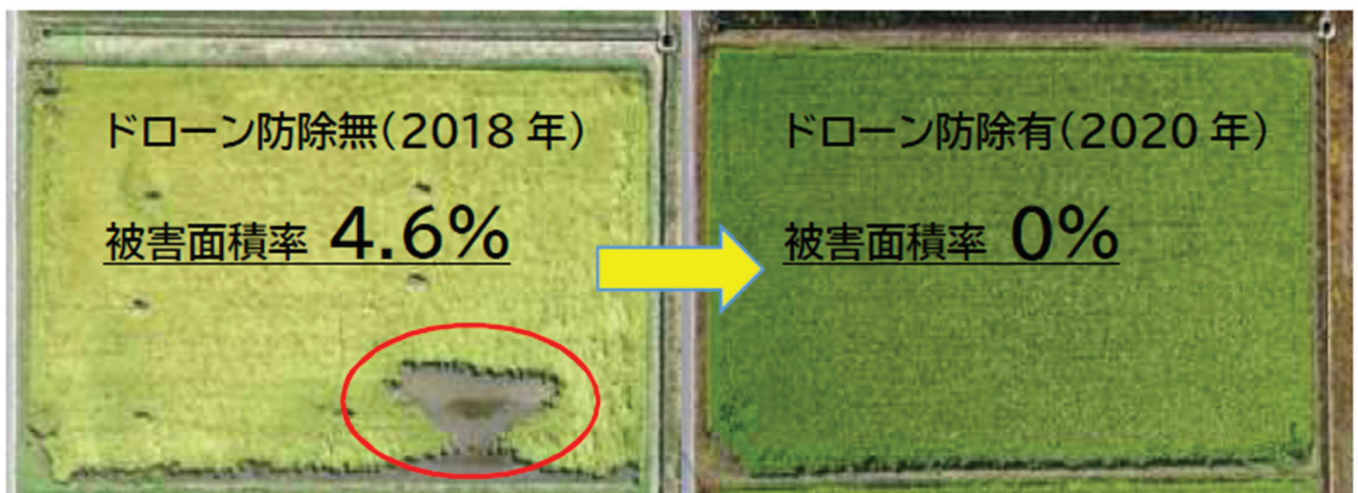 ドローン防除無(2018 年)
被害面積率 4.6%
ドローン防除有(2020 年)
被害面積率 0%